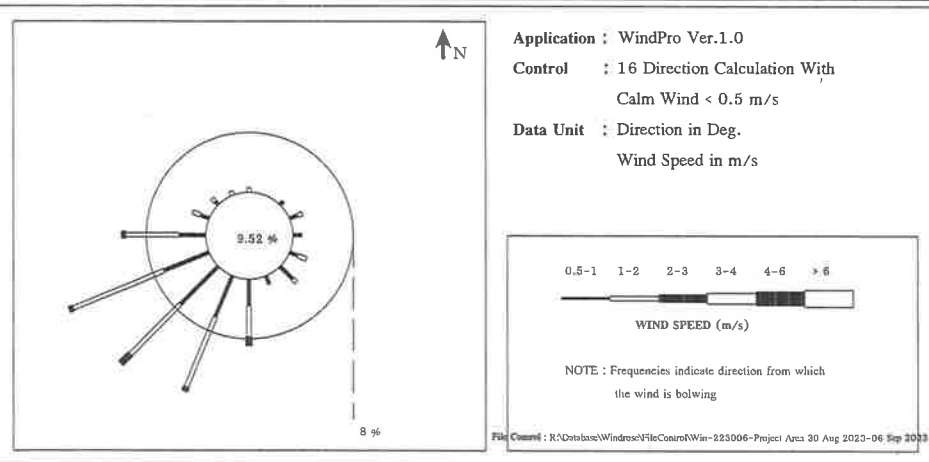 N
9.52 %
8 %
Application : WindPro Ver.1.0
Control : 16 Direction Calculation With
Calm Wind < 0.5 m/s
Data Unit : Direction in Deg.
Wind Speed in m/s
0.5-1 1-2 2-3 3-4 4-6 > 6
WIND SPEED (m/s)
NOTE : Frequencies indicate direction from which
the wind is bolwing
File Control : R:\Database\Windrose\FileControl\Win-223006-Project Area 30 Aug 2023-06 Sep 2023